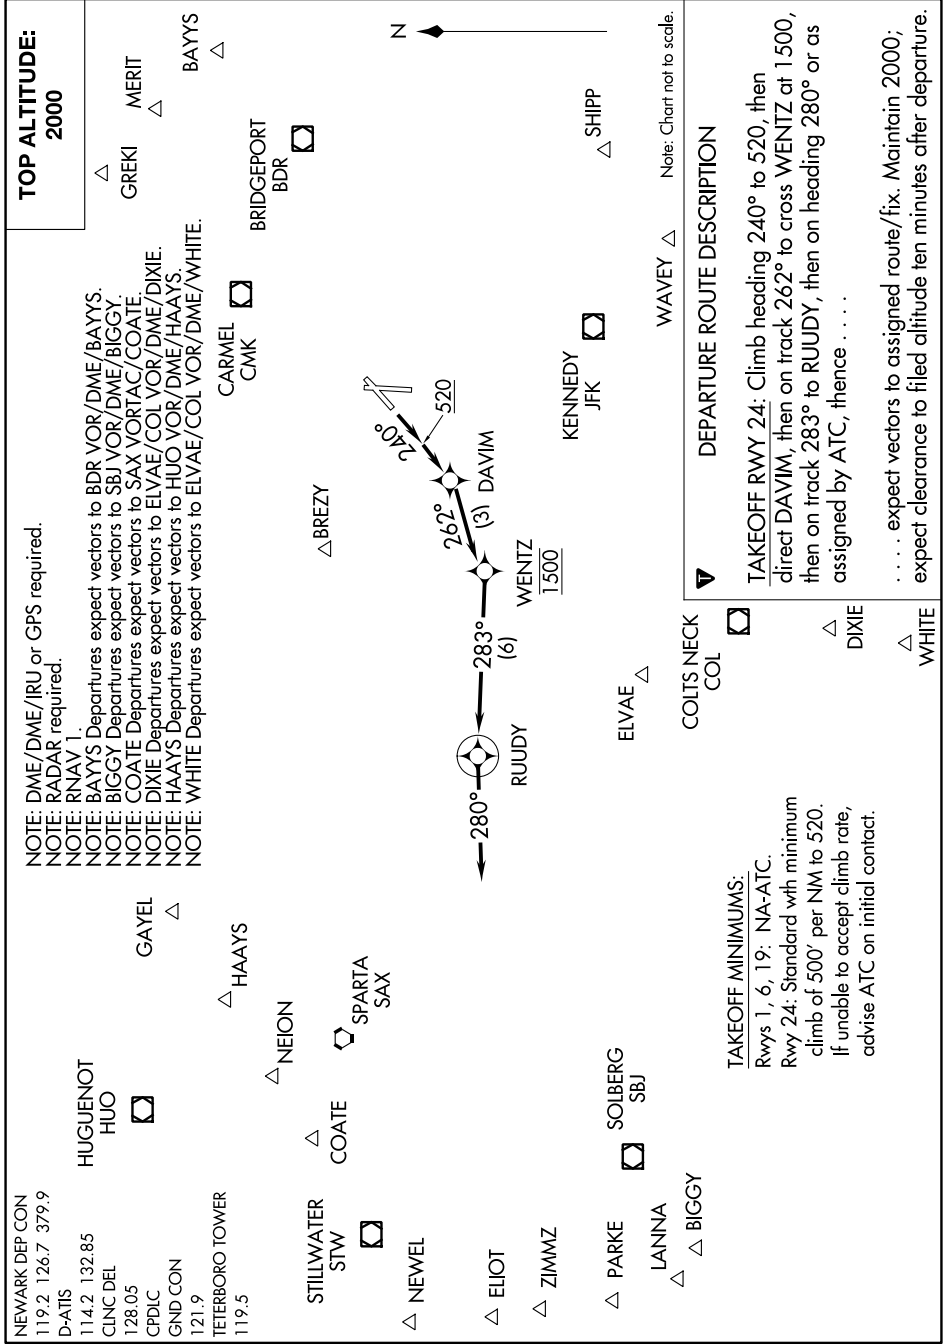 NEWARK DEP CON
119.2 126.7 379.9
D-ATIS
114.2 132.85
CLNC DEL
128.05
CPDLC
GND CON
121.9
TETERBORO TOWER
119.5
TOP ALTITUDE:
2000
NOTE: DME/DME/IRU or GPS required.
NOTE: RADAR required.
NOTE: RNAV 1.
NOTE: BAYYS Departures expect vectors to BDR VOR/DME/BAYYS.
NOTE: BIGGY Departures expect vectors to SBJ VOR/DME/BIGGY.
NOTE: COATE Departures expect vectors to SAX VORTAC/COATE.
NOTE: DIXIE Departures expect vectors to ELVAE/COL VOR/DME/DIXIE.
NOTE: HAAYS Departures expect vectors to HUO VOR/DME/HAAYS.
NOTE: WHITE Departures expect vectors to ELVAE/COL VOR/DME/WHITE.
HUGUENOT
HUO
GAYEL
HAAYS
NEION
SPARTA
SAX
COATE
STILLWATER
STW
NEWEL
ELIOT
ZIMMZ
PARKE
LANNA
BIGGY
SOLBERG
SBJ
GREKI
MERIT
BAYYS
BRIDGEPORT
BDR
CARMEL
CMK
BREZY
N
240°
520
DAVIM
262°
(3)
WENTZ
1500
283°
(6)
RUUDY
280°
KENNEDY
JFK
SHIPP
WAVEY
Note: Chart not to scale.
ELVAE
COLTS NECK
COL
DIXIE
WHITE
TAKEOFF MINIMUMS:
Rwys 1, 6, 19: NA-ATC.
Rwy 24: Standard wth minimum
climb of 500' per NM to 520.
If unable to accept climb rate,
advise ATC on initial contact.
T
DEPARTURE ROUTE DESCRIPTION
TAKEOFF RWY 24: Climb heading 240° to 520, then
direct DAVIM, then on track 262° to cross WENTZ at 1500,
then on track 283° to RUUDY, then on heading 280° or as
assigned by ATC, thence . . . .
. . . . expect vectors to assigned route/fix. Maintain 2000;
expect clearance to filed altitude ten minutes after departure.